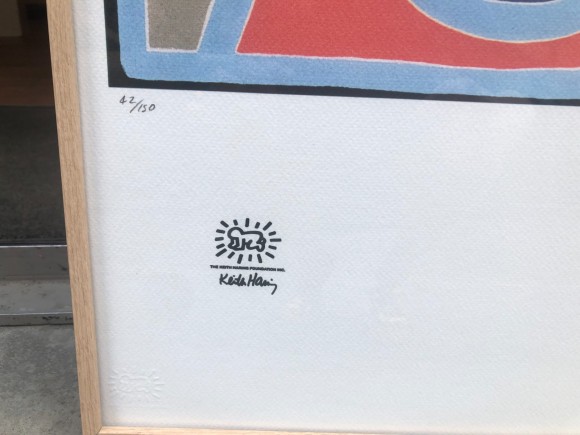 42/150
THE KEITH HARING FOUNDATION INC.
Keith Haring